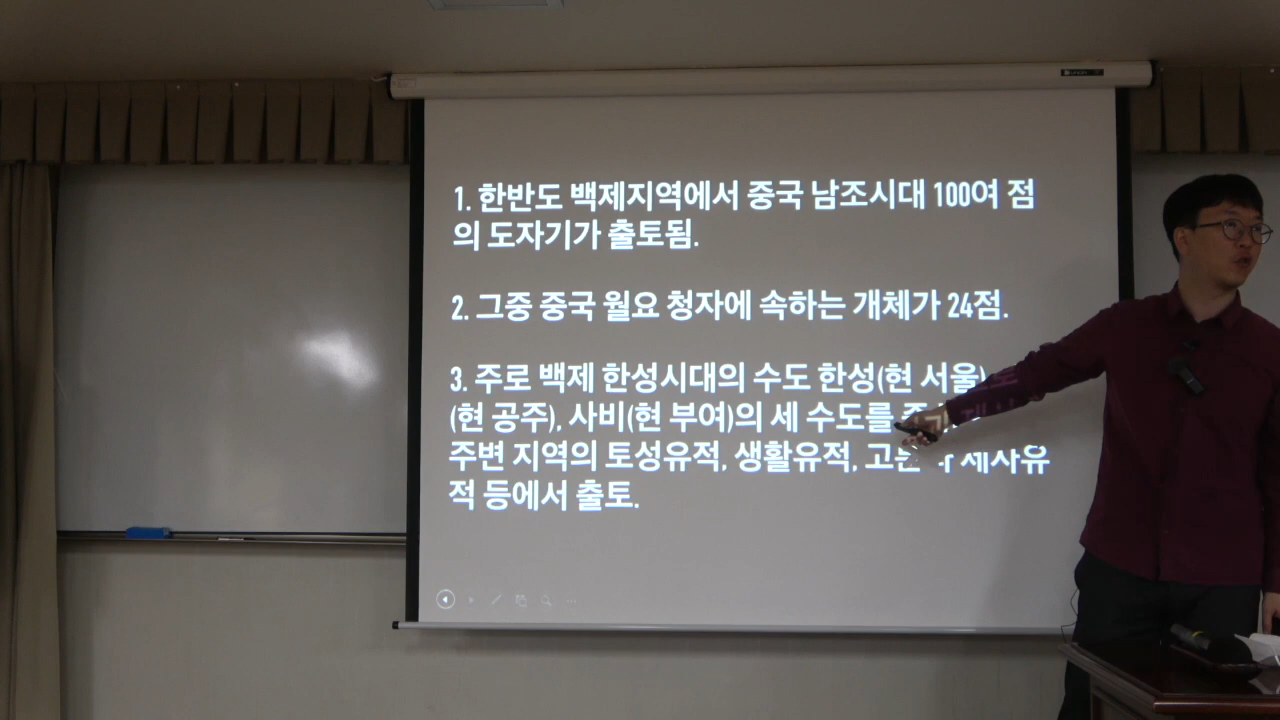 1. 한반도 백제지역에서 중국 남조시대 100여 점
의 도자기가 출토됨.
2. 그중 중국 월요 청자에 속하는 개체가 24점.
3. 주로 백제 한성시대의 수도 한성(현 서울)
(현 공주), 사비(현 부여)의 세 수도를
주변 지역의 토성유적, 생활유적, 제사유
적 등에서 출토.